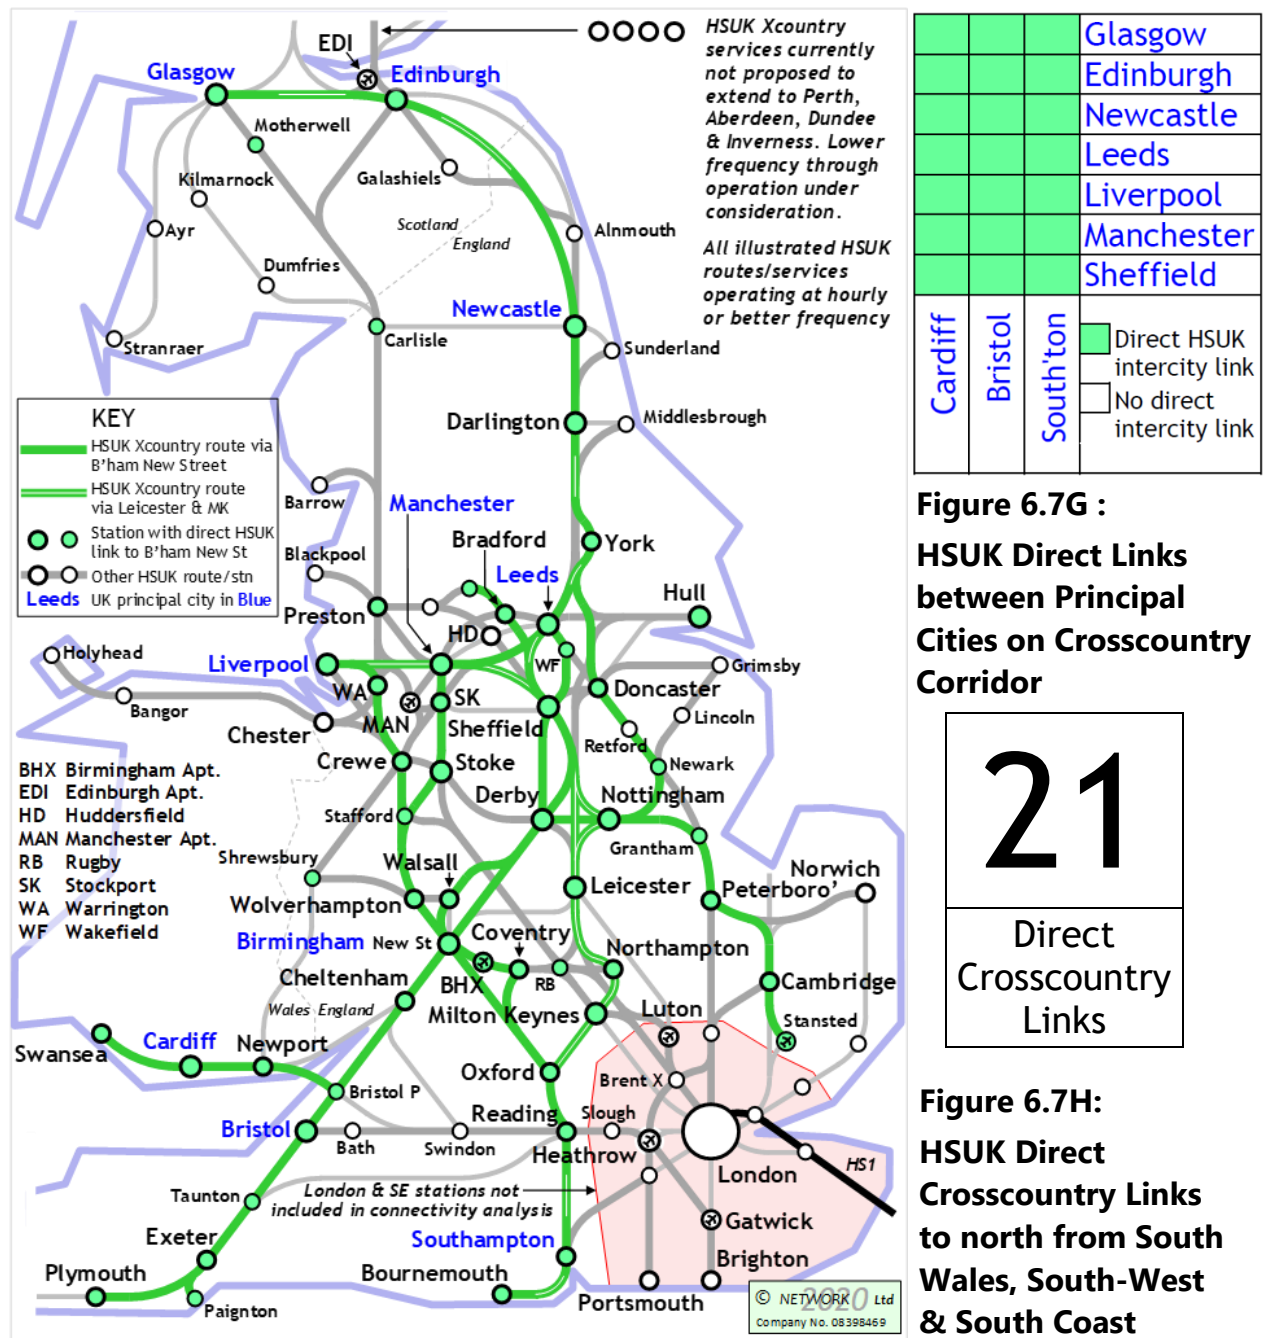 HSUK Xcountry
services currently
not proposed to
extend to Perth,
Aberdeen, Dundee
& Inverness. Lower
frequency through
operation under
consideration.
All illustrated HSUK
routes/services
operating at hourly
or better frequency
EDI
Glasgow
Edinburgh
Motherwell
Kilmarnock
Galashiels
Ayr
Scotland
England
Alnmouth
Dumfries
Newcastle
Carlisle
Stranraer
Sunderland
Darlington
Middlesbrough
KEY
HSUK Xcountry route via
B'ham New Street
HSUK Xcountry route
via Leicester & MK
Station with direct HSUK
link to B'ham New St
Other HSUK route/stn
Leeds UK principal city in Blue
Barrow
Manchester
Blackpool
Bradford
York
Leeds
Preston
Hull
HD
Holyhead
Liverpool
WF
Grimsby
WA
SK
Doncaster
Bangor
MAN
Lincoln
Chester
Sheffield
Retford
Crewe
Stoke
Newark
BHX Birmingham Apt.
EDI Edinburgh Apt.
HD Huddersfield
MAN Manchester Apt.
RB Rugby
SK Stockport
WA Warrington
WF Wakefield
Derby
Nottingham
Stafford
Grantham
Shrewsbury
Walsall
Norwich
Leicester
Peterboro'
Wolverhampton
Birmingham New St
Coventry
Northampton
Cheltenham
BHX
RB
Cambridge
Wales England
Milton Keynes
Luton
Stansted
Swansea
Cardiff
Newport
Oxford
Brent X
Bristol P
Reading
Slough
Bristol
Bath
Swindon
Heathrow
London
HS1
Taunton
London & SE stations not
included in connectivity analysis
Gatwick
Exeter
Southampton
Brighton
Plymouth
Bournemouth
Paignton
Portsmouth
© NETWORK 2020 Ltd
Company No. 08398469
Glasgow
Edinburgh
Newcastle
Leeds
Liverpool
Manchester
Sheffield
Cardiff
Bristol
South'ton
Direct HSUK
intercity link
No direct
intercity link
Figure 6.7G :
HSUK Direct Links
between Principal
Cities on Crosscountry
Corridor
21
Direct
Crosscountry
Links
Figure 6.7H:
HSUK Direct
Crosscountry Links
to north from South
Wales, South-West
& South Coast